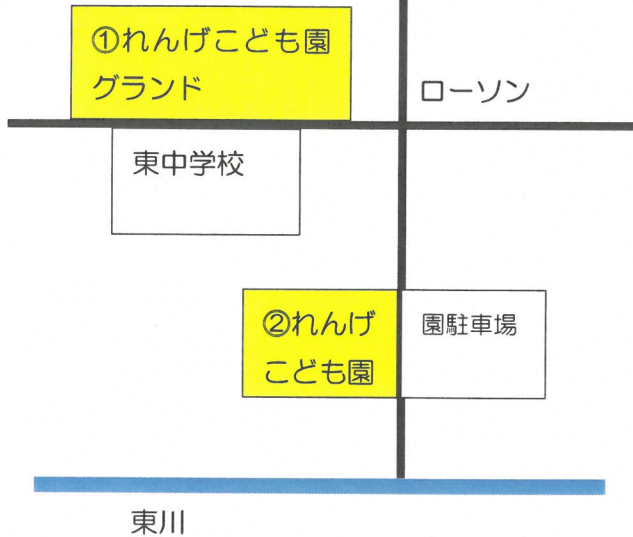 ①れんげこども園
グランド
ローソン
東中学校
②れんげ
こども園
園駐車場
東川